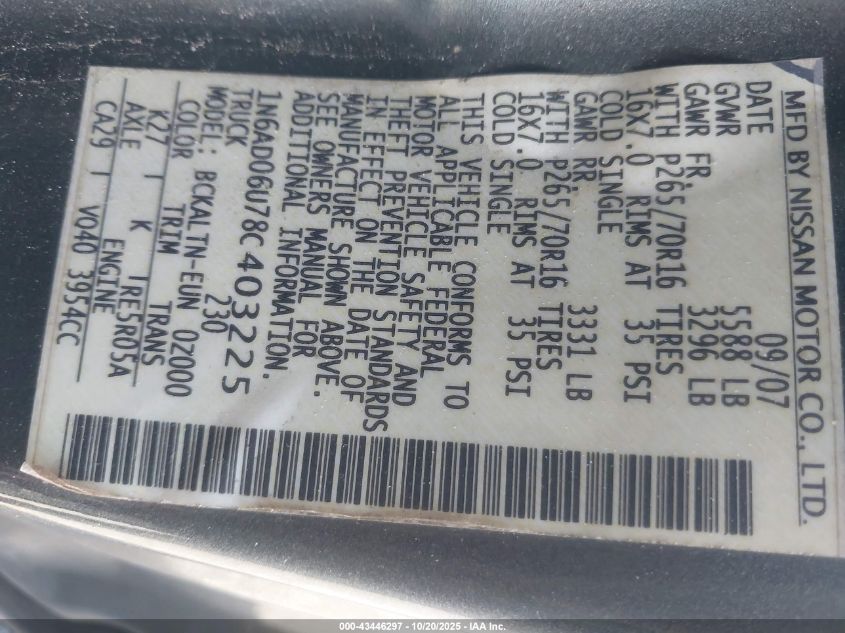 MFD BY NISSAN MOTOR CO., LTD.
DATE 09/07
GVWR 5588 LB
GAWR FR. 3296 LB
WITH P265/70R16 TIRES
16X7.0 RIMS AT 35 PSI
COLD SINGLE
GAWR RR. 3331 LB
WITH P265/70R16 TIRES
16X7.0 RIMS AT 35 PSI
COLD SINGLE
THIS VEHICLE CONFORMS TO
ALL APPLICABLE FEDERAL
MOTOR VEHICLE SAFETY AND
THEFT PREVENTION STANDARDS
IN EFFECT ON THE DATE OF
MANUFACTURE SHOWN ABOVE.
SEE OWNERS MANUAL FOR
ADDITIONAL INFORMATION.
1N6AD06U78C403225
TRUCK 230
MODEL: BCKALTN-EUN 0Z000
COLOR TRIM TRANS
K27 I K IRE5R05A
AXLE ENGINE
CA29 I VQ40 3954CC
000-43446297 - 10/20/2025 - IAA Inc.